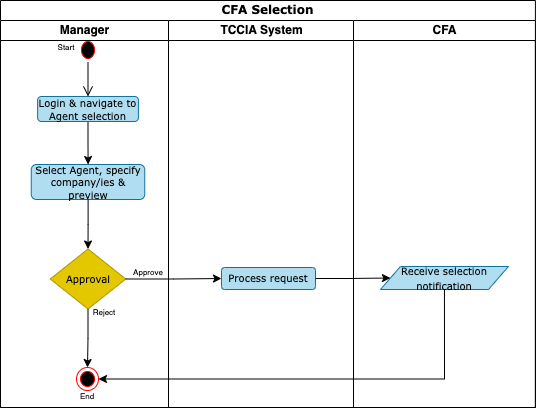 CFA Selection
Manager
TCCIA System
CFA
Start
Login & navigate to
Agent selection
Select Agent, specify
company/ies &
preview
Approval
Approve
Process request
Receive selection
notification
Reject
End